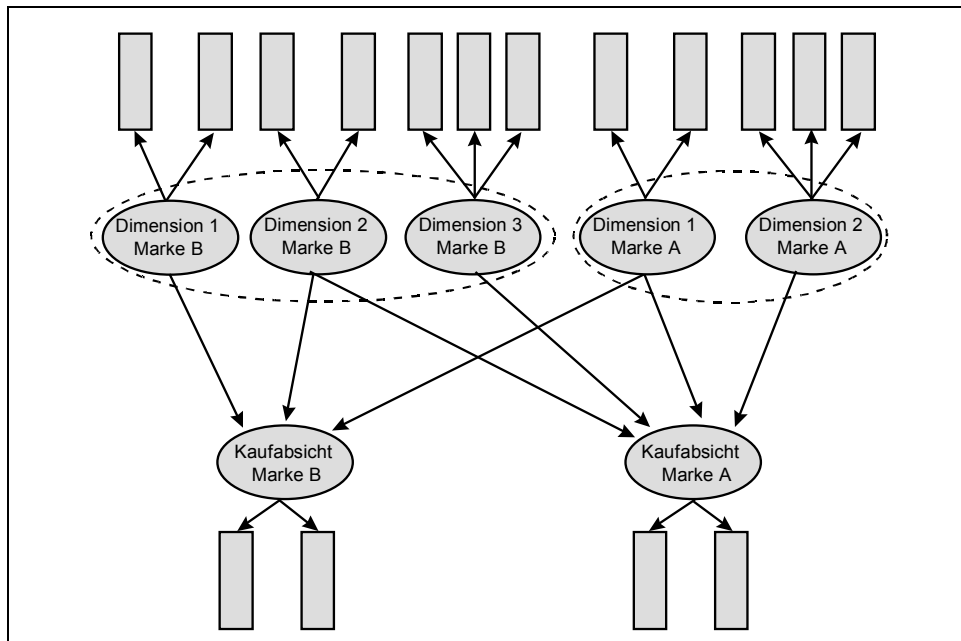 Dimension 1
Marke B
Dimension 2
Marke B
Dimension 3
Marke B
Dimension 1
Marke A
Dimension 2
Marke A
Kaufabsicht
Marke B
Kaufabsicht
Marke A